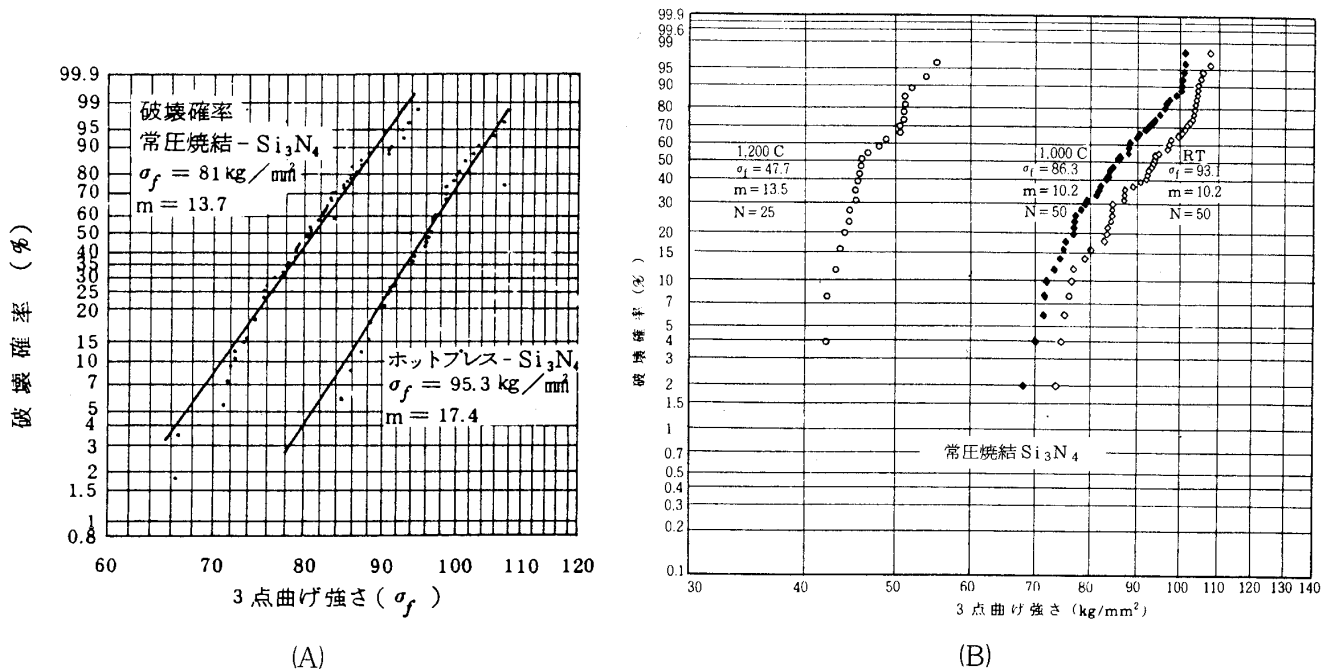 99.9
99
95
90
80
70
60
50
40
35
30
25
20
15
10
7
5
4
3
2
1.5
1
0.8
破壊確率 (%)
破壊確率
常圧焼結-Si₃N₄
σf = 81 kg/mm²
m = 13.7
ホットプレス-Si₃N₄
σf = 95.3 kg/mm²
m = 17.4
60 70 80 90 100 110 120
3点曲げ強さ(σf)
(A)
99.9
99.6
99
95
90
80
70
60
50
40
30
20
15
10
7
5
4
3
2
1.5
1
0.7
0.5
0.4
0.3
0.2
0.1
破壊確率(%)
1,200 C
σf = 47.7
m = 13.5
N = 25
1,000 C
σf = 86.3
m = 10.2
N = 50
RT
σf = 93.1
m = 10.2
N = 50
常圧焼結 Si₃N₄
30 40 50 60 70 80 90 100 110 120 130 140
3点曲げ強さ(kg/mm²)
(B)